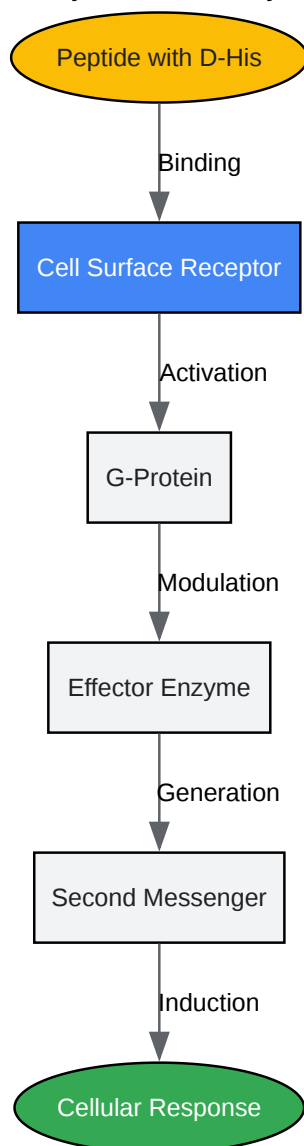 Peptide with D-His
Binding
Cell Surface Receptor
Activation
G-Protein
Modulation
Effector Enzyme
Generation
Second Messenger
Induction
Cellular Response